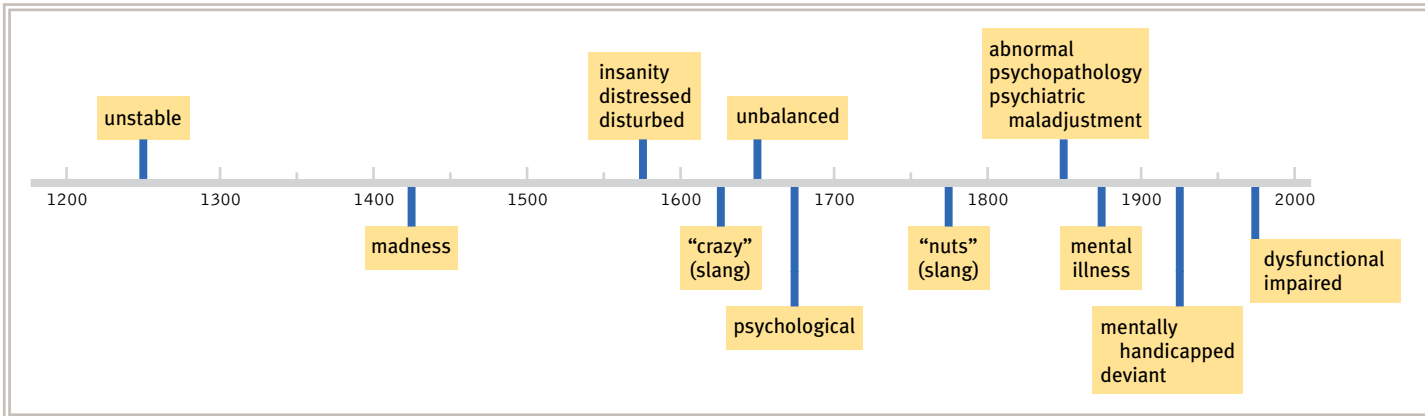 unstable
insanity
distressed
disturbed
unbalanced
abnormal
psychopathology
psychiatric
maladjustment
1200 1300 1400 1500 1600 1700 1800 1900 2000
madness
“crazy”
(slang)
psychological
“nuts”
(slang)
mental
illness
mentally
handicapped
deviant
dysfunctional
impaired